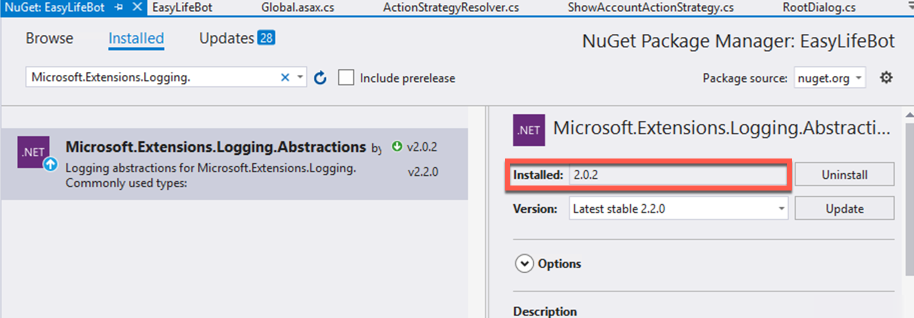 NuGet: EasyLifeBot
EasyLifeBot
Global.asax.cs
ActionStrategyResolver.cs
ShowAccountActionStrategy.cs
RootDialog.cs
Browse
Installed
Updates 28
NuGet Package Manager: EasyLifeBot
Microsoft.Extensions.Logging.
Include prerelease
Package source: nuget.org
.NET
Microsoft.Extensions.Logging.Abstractions by
v2.0.2
Logging abstractions for Microsoft.Extensions.Logging.
v2.2.0
Commonly used types:
.NET
Microsoft.Extensions.Logging.Abstracti...
Installed: 2.0.2
Uninstall
Version: Latest stable 2.2.0
Update
Options
Description